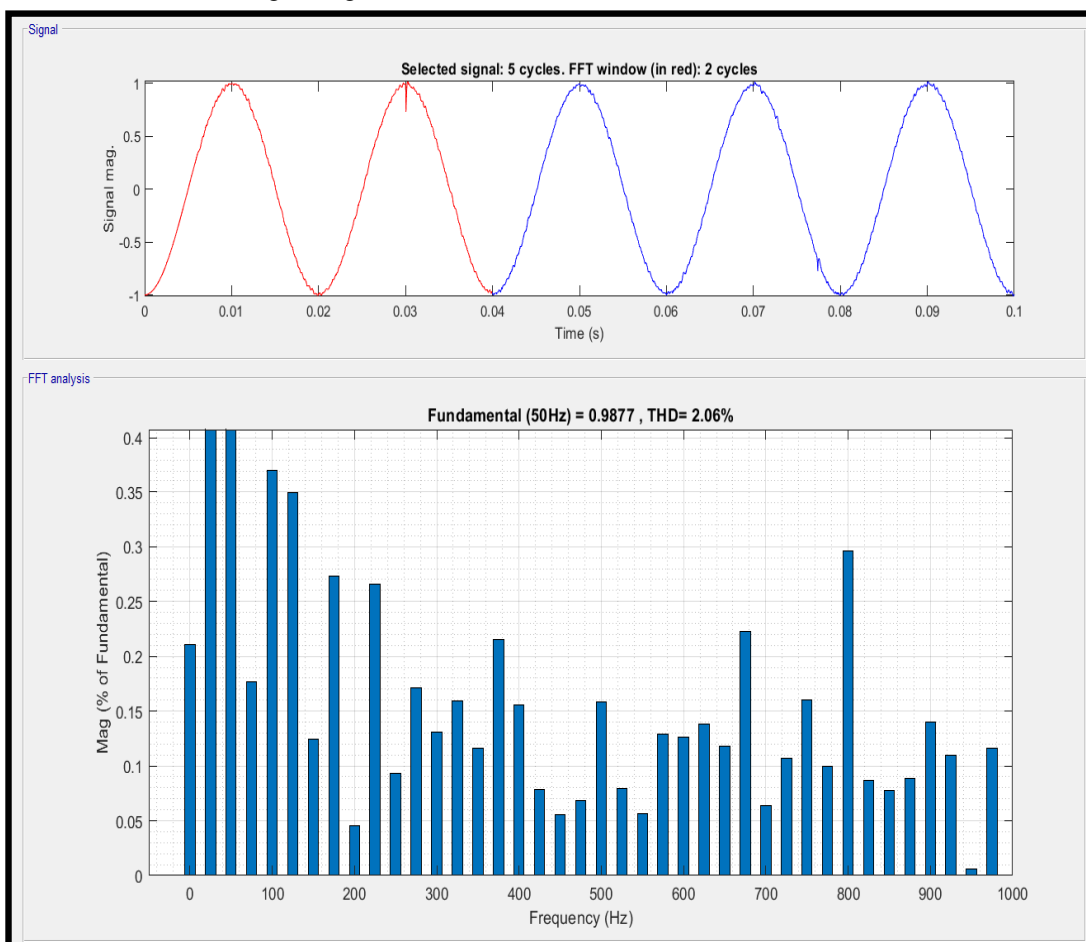 Signal
Selected signal: 5 cycles. FFT window (in red): 2 cycles
1
0.5
0
-0.5
-1
Signal mag.
0 0.01 0.02 0.03 0.04 0.05 0.06 0.07 0.08 0.09 0.1
Time (s)
FFT analysis
Fundamental (50Hz) = 0.9877 , THD= 2.06%
0.4
0.35
0.3
0.25
0.2
0.15
0.1
0.05
0
Mag (% of Fundamental)
0 100 200 300 400 500 600 700 800 900 1000
Frequency (Hz)